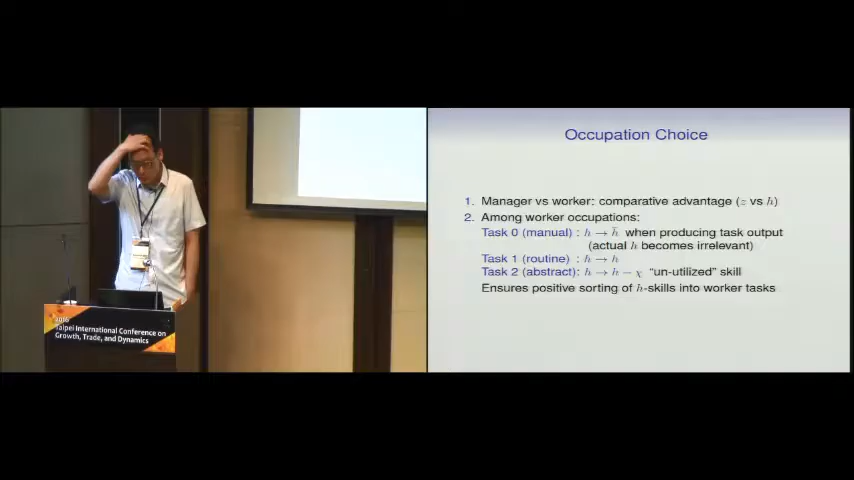 2016
Taipei International Conference on
Growth, Trade, and Dynamics
Occupation Choice
1. Manager vs worker: comparative advantage (z vs h)
2. Among worker occupations:
Task 0 (manual) : h → h̄ when producing task output
(actual h becomes irrelevant)
Task 1 (routine) : h → h
Task 2 (abstract): h → h − χ "un-utilized" skill
Ensures positive sorting of h-skills into worker tasks